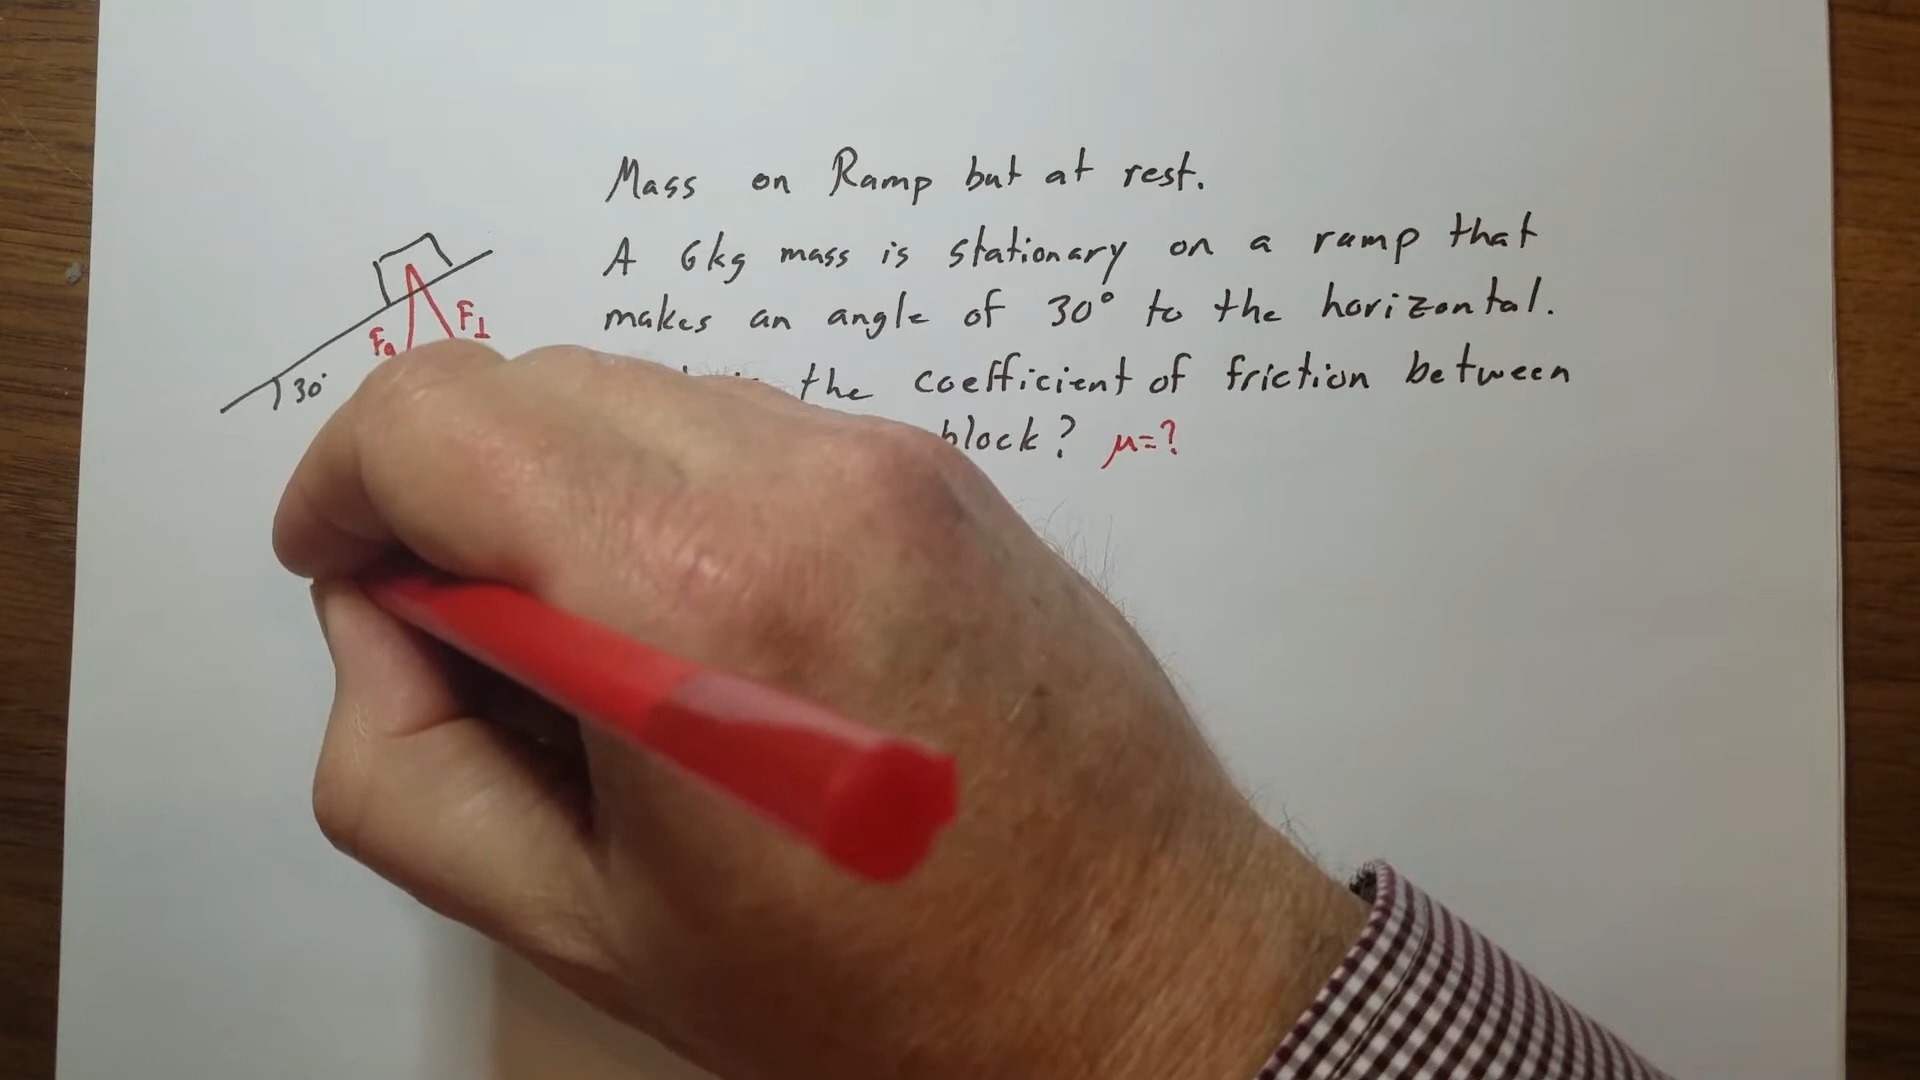 Mass on Ramp but at rest.
A 6kg mass is stationary on a ramp that
makes an angle of 30° to the horizontal.
the coefficient of friction between
block? μ=?
F⊥
30°